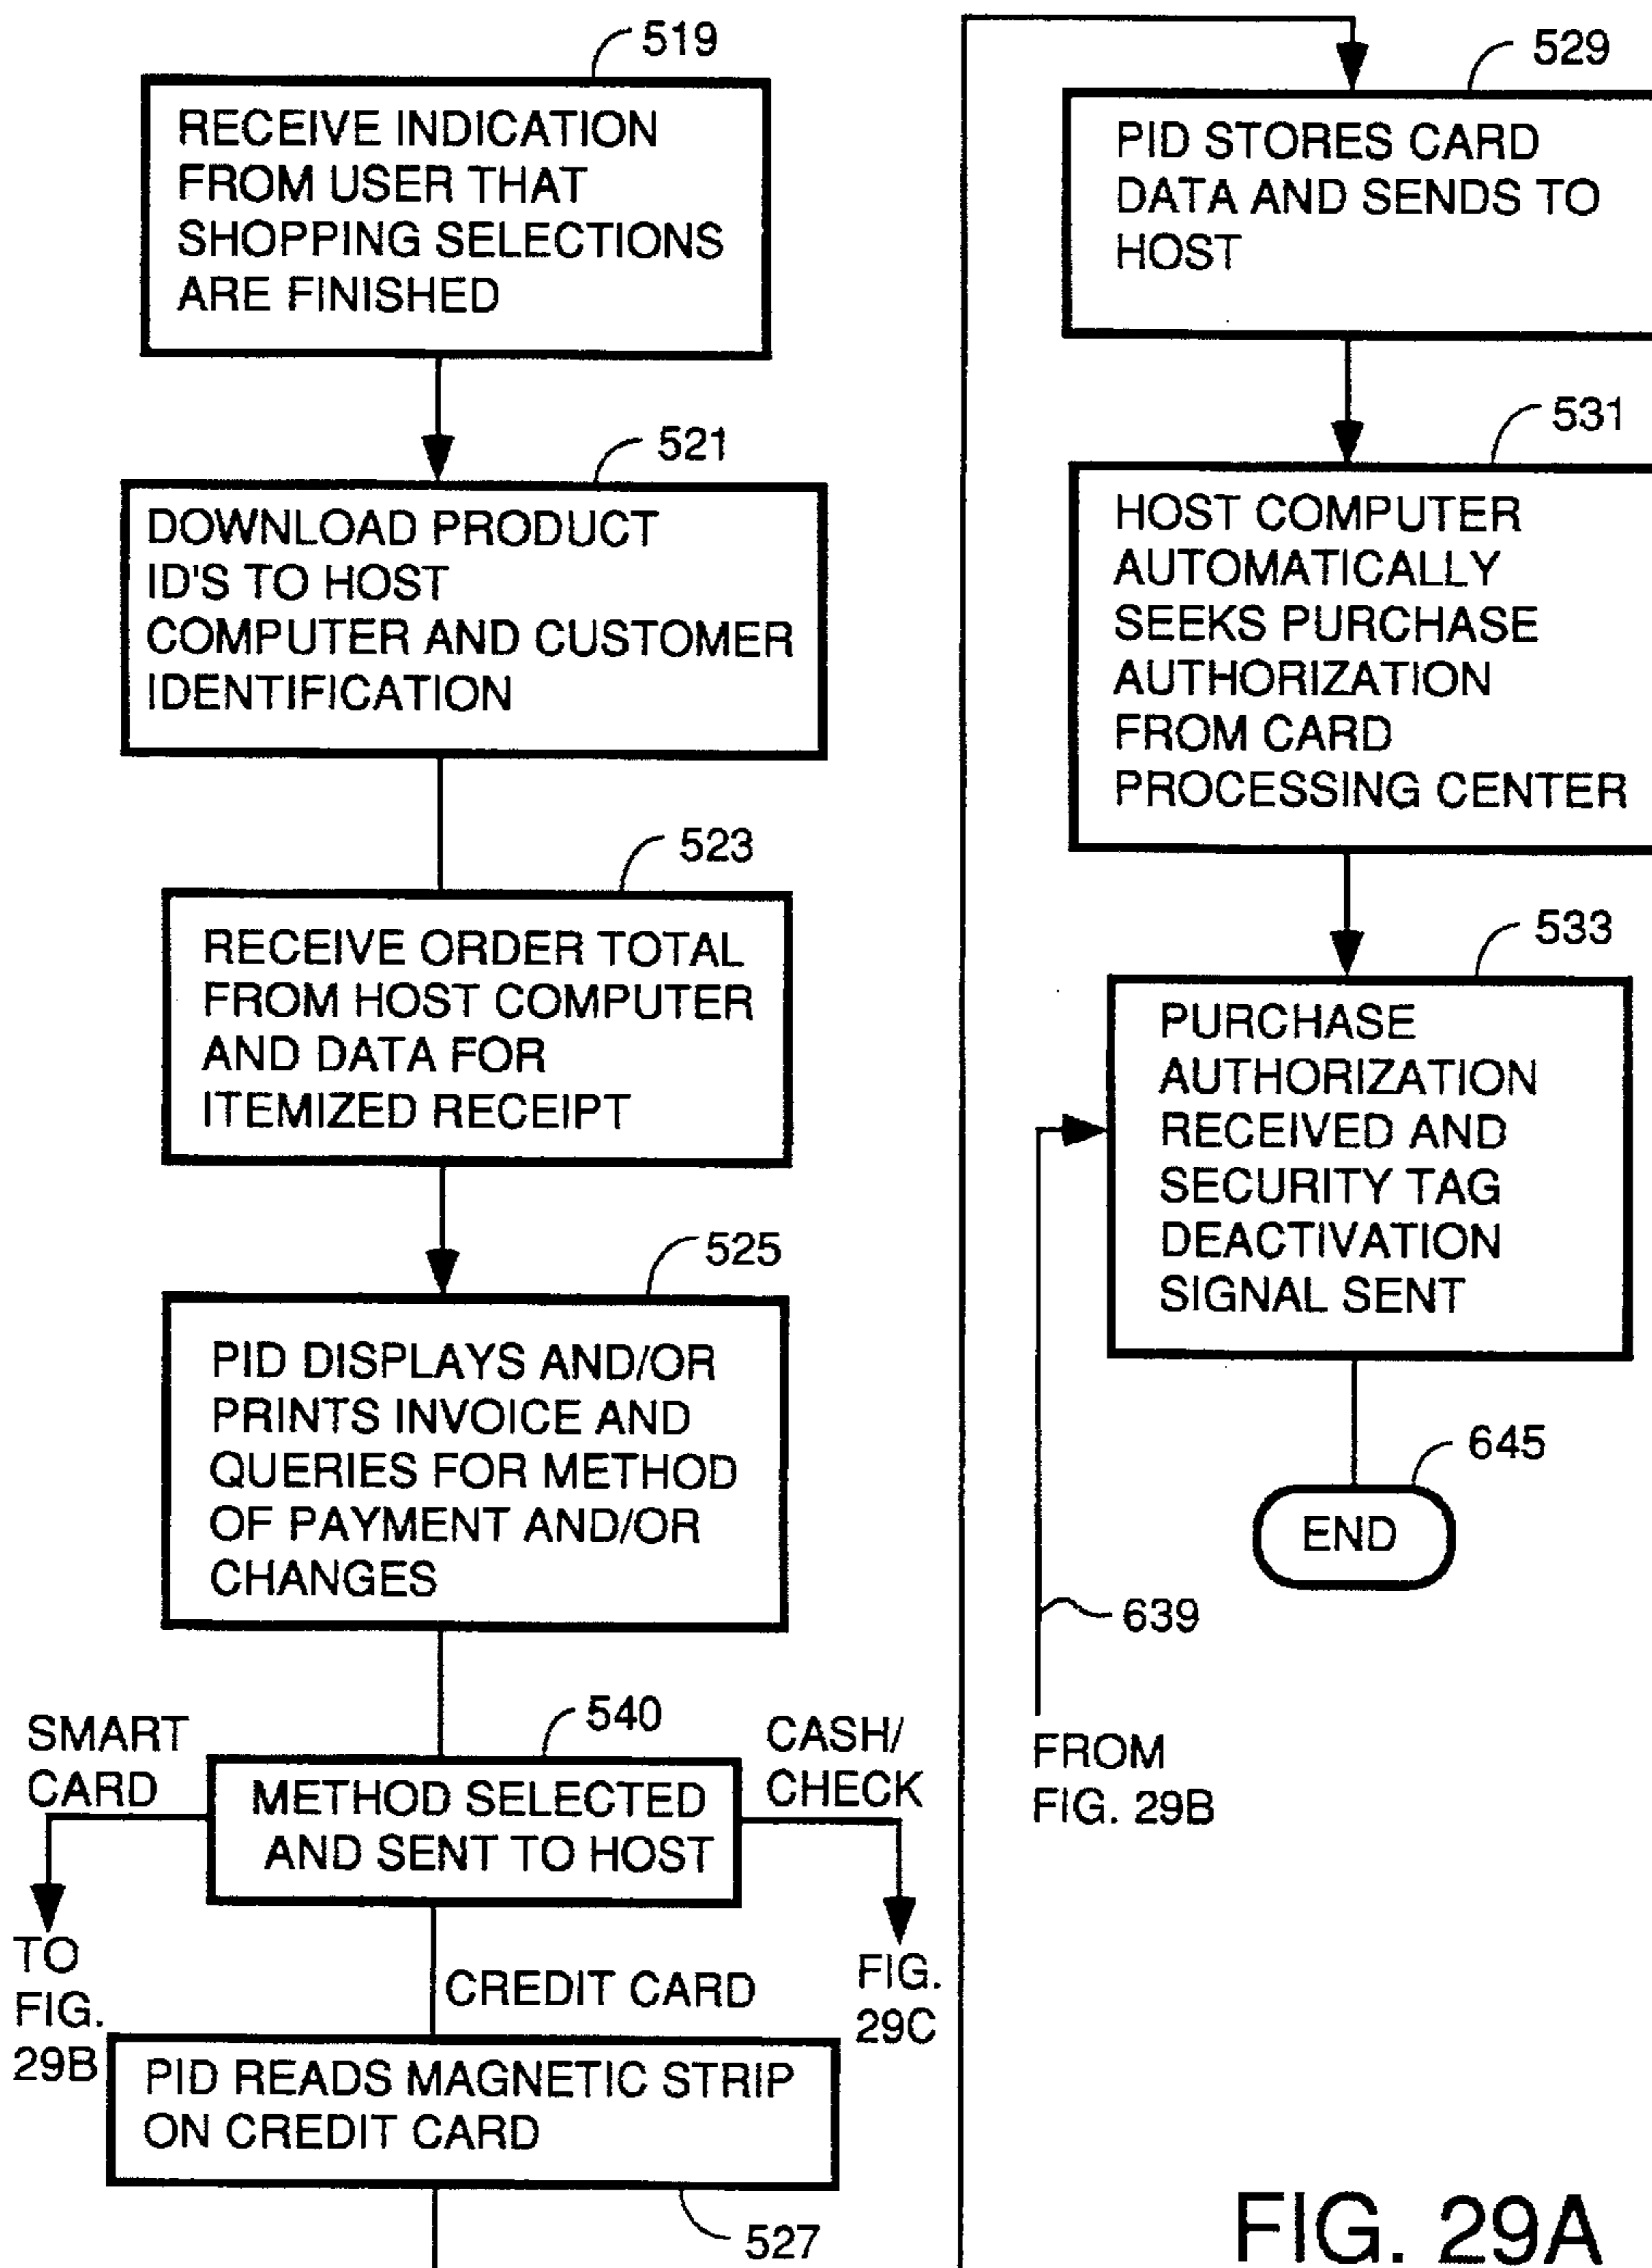 519
RECEIVE INDICATION
FROM USER THAT
SHOPPING SELECTIONS
ARE FINISHED
521
DOWNLOAD PRODUCT
ID'S TO HOST
COMPUTER AND CUSTOMER
IDENTIFICATION
523
RECEIVE ORDER TOTAL
FROM HOST COMPUTER
AND DATA FOR
ITEMIZED RECEIPT
525
PID DISPLAYS AND/OR
PRINTS INVOICE AND
QUERIES FOR METHOD
OF PAYMENT AND/OR
CHANGES
540
SMART
CARD
METHOD SELECTED
AND SENT TO HOST
CASH/
CHECK
TO
FIG.
29B
CREDIT CARD
FIG.
29C
PID READS MAGNETIC STRIP
ON CREDIT CARD
527
529
PID STORES CARD
DATA AND SENDS TO
HOST
531
HOST COMPUTER
AUTOMATICALLY
SEEKS PURCHASE
AUTHORIZATION
FROM CARD
PROCESSING CENTER
533
PURCHASE
AUTHORIZATION
RECEIVED AND
SECURITY TAG
DEACTIVATION
SIGNAL SENT
645
END
639
FROM
FIG. 29B
FIG. 29A